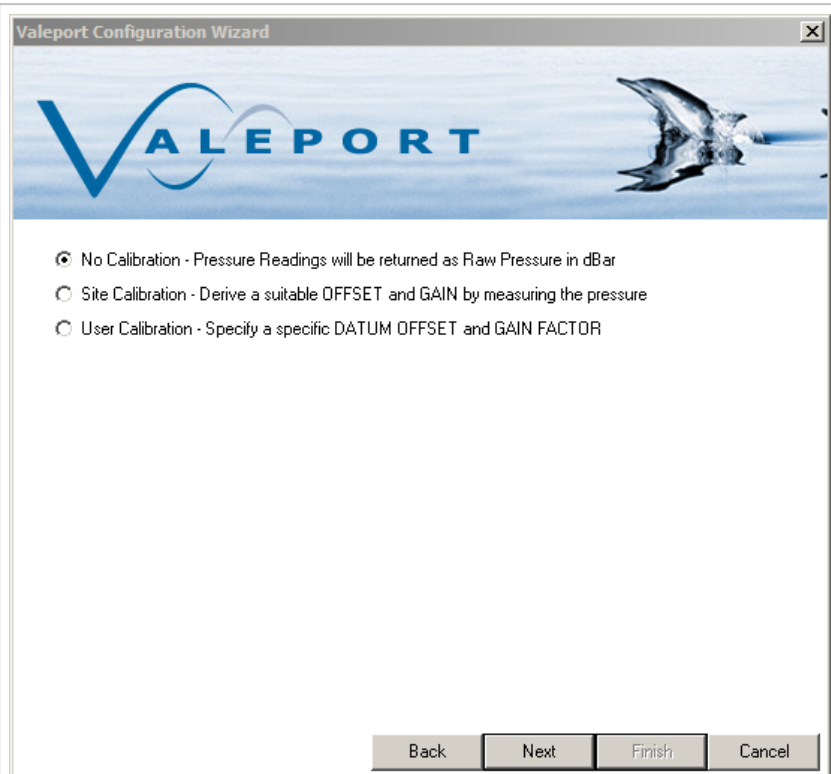 Valeport Configuration Wizard
VALEPORT
No Calibration - Pressure Readings will be returned as Raw Pressure in dBar
Site Calibration - Derive a suitable OFFSET and GAIN by measuring the pressure
User Calibration - Specify a specific DATUM OFFSET and GAIN FACTOR
Back Next Finish Cancel